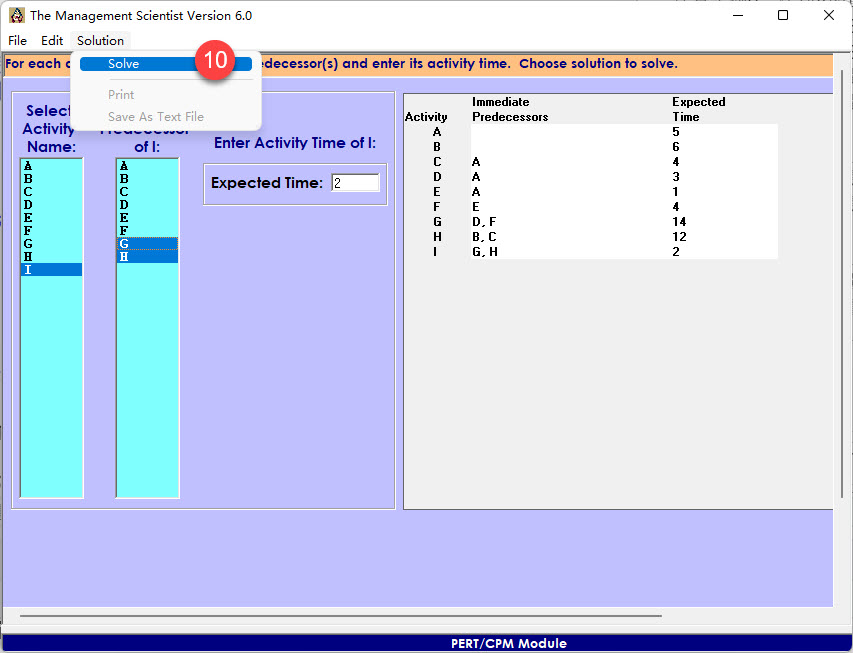 The Management Scientist Version 6.0
File Edit Solution
For each edecessor(s) and enter its activity time. Choose solution to solve.
Solve
10
Print
Save As Text File
Select
Activity
Name:
Predecessor
of I:
A
B
C
D
E
F
G
H
I
A
B
C
D
E
F
G
H
Enter Activity Time of I:
Expected Time: 2
Immediate Expected
Activity Predecessors Time
A 5
B 6
C A 4
D A 3
E A 1
F E 4
G D, F 14
H B, C 12
I G, H 2
PERT/CPM Module